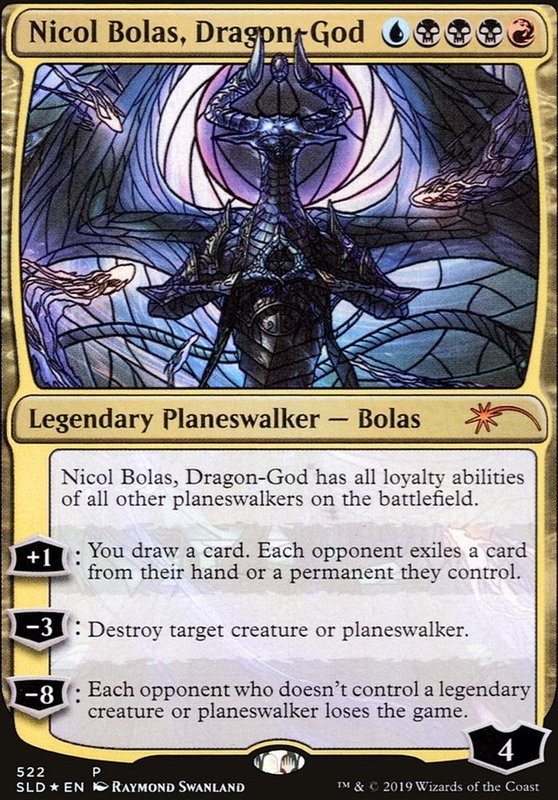 Nicol Bolas, Dragon-God
Legendary Planeswalker — Bolas
Nicol Bolas, Dragon-God has all loyalty abilities
of all other planeswalkers on the battlefield.
+1 : You draw a card. Each opponent exiles a card
from their hand or a permanent they control.
−3 : Destroy target creature or planeswalker.
−8 : Each opponent who doesn't control a legendary
creature or planeswalker loses the game.
4
522 P
SLD ★ EN RAYMOND SWANLAND
™ & © 2019 Wizards of the Coast